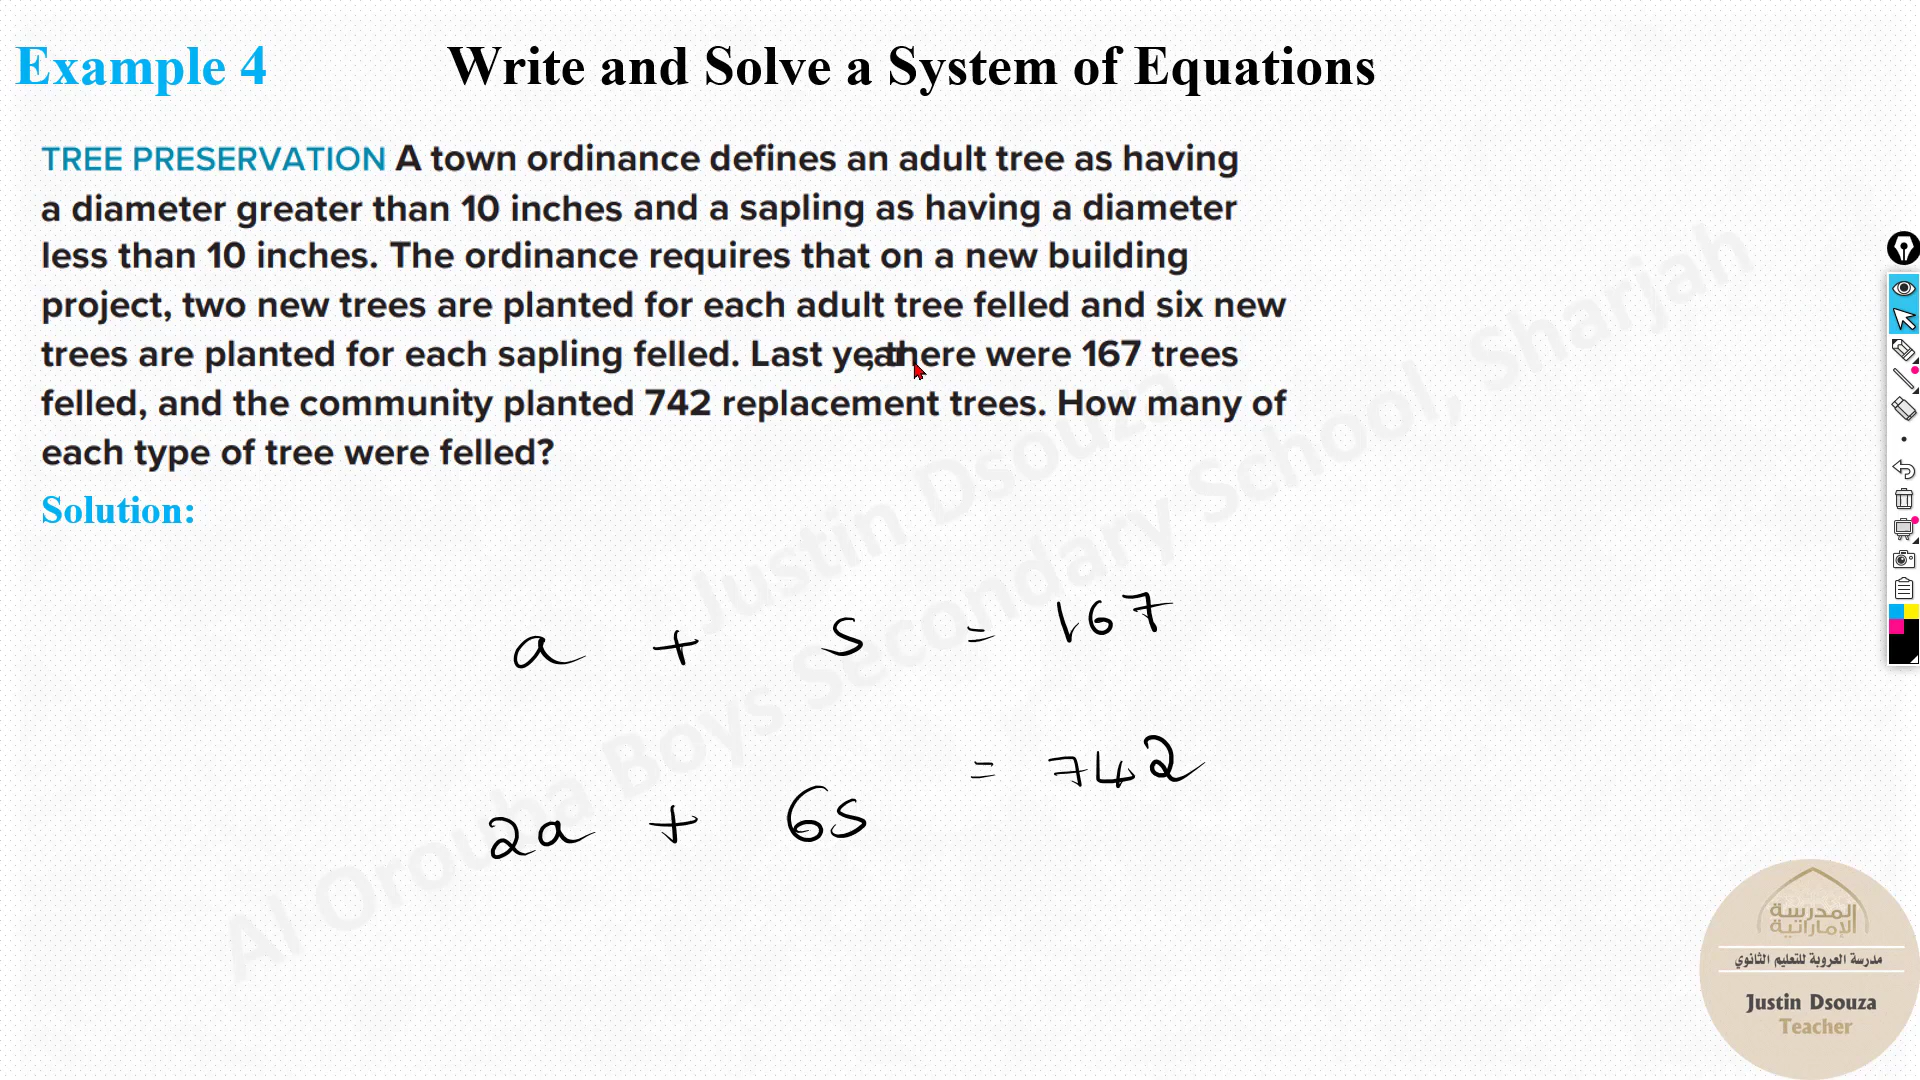 Example 4 Write and Solve a System of Equations
TREE PRESERVATION A town ordinance defines an adult tree as having
a diameter greater than 10 inches and a sapling as having a diameter
less than 10 inches. The ordinance requires that on a new building
project, two new trees are planted for each adult tree felled and six new
trees are planted for each sapling felled. Last year, there were 167 trees
felled, and the community planted 742 replacement trees. How many of
each type of tree were felled?
Solution:
a + s = 167
2a + 6s = 742
Justin Dsouza
Al Orouba Boys Secondary School, Sharjah
المدرسة
الإماراتية
مدرسة العروبة للتعليم الثانوي
Justin Dsouza
Teacher